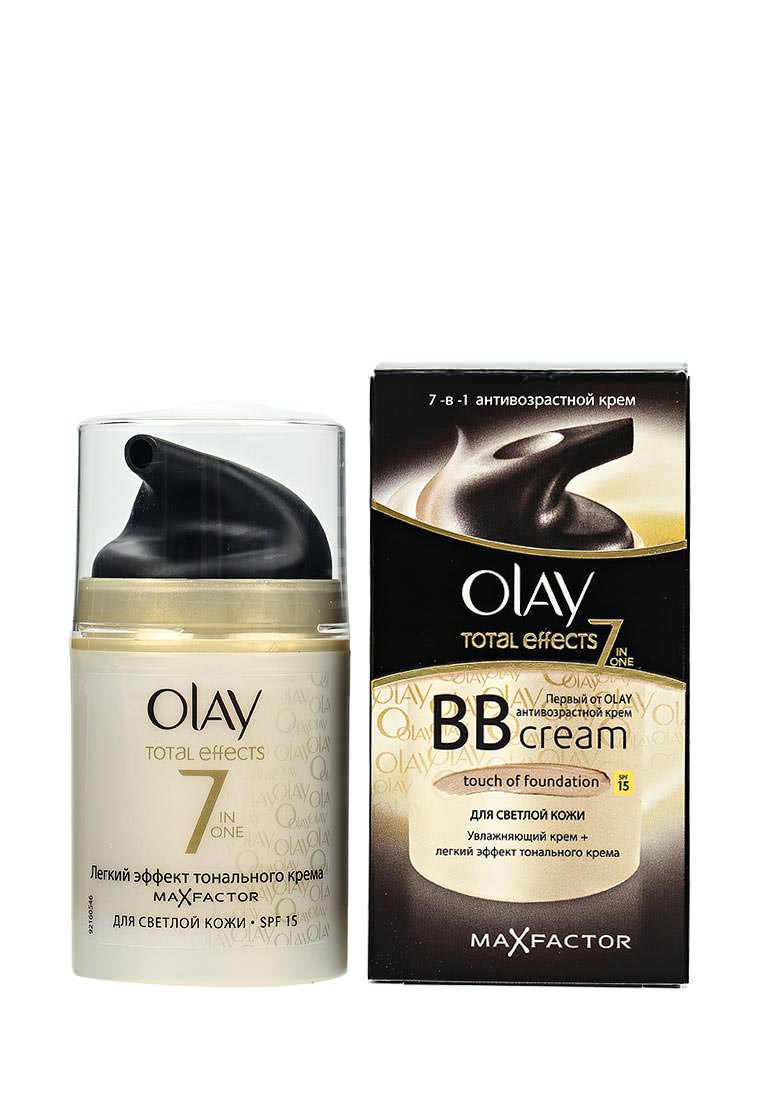 OLAY
TOTAL effects
7 IN ONE
Легкий эффект тонального крема
MAXFACTOR
ДЛЯ СВЕТЛОЙ КОЖИ • SPF 15
92160546
7 -в -1 антивозрастной крем
OLAY
TOTAL effects 7 IN ONE
Первый от OLAY
антивозрастной крем
BB cream
touch of foundation
SPF 15
ДЛЯ СВЕТЛОЙ КОЖИ
Увлажняющий крем +
легкий эффект тонального крема
MAXFACTOR